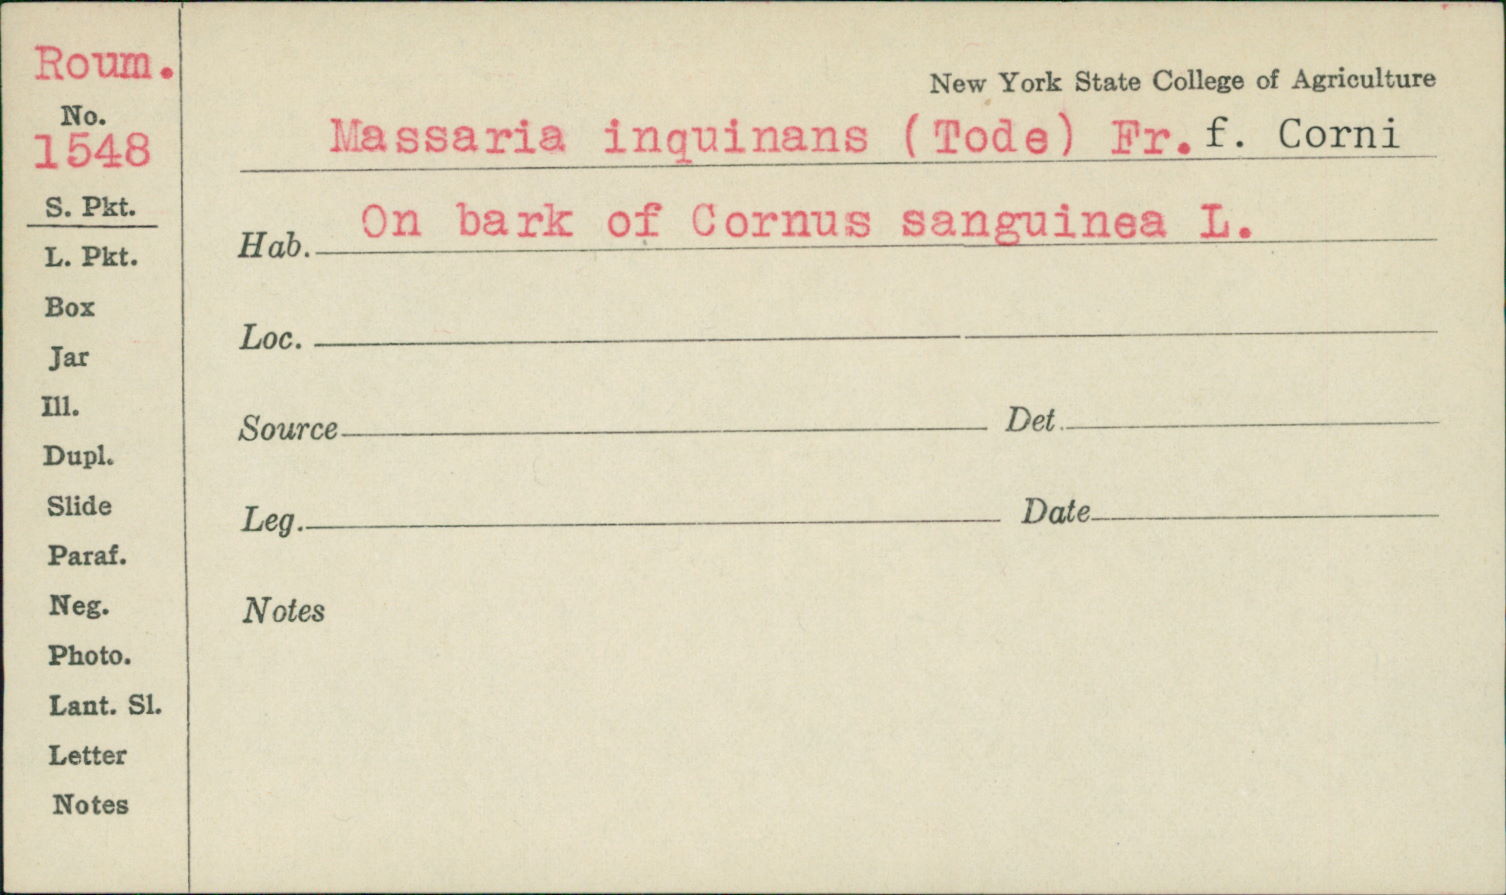 Roum.
No.
1548
S. Pkt.
L. Pkt.
Box
Jar
Ill.
Dupl.
Slide
Paraf.
Neg.
Photo.
Lant. Sl.
Letter
Notes
New York State College of Agriculture
Massaria inquinans (Tode) Fr. f. Corni
Hab. On bark of Cornus sanguinea L.
Loc.
Source Det.
Leg. Date
Notes